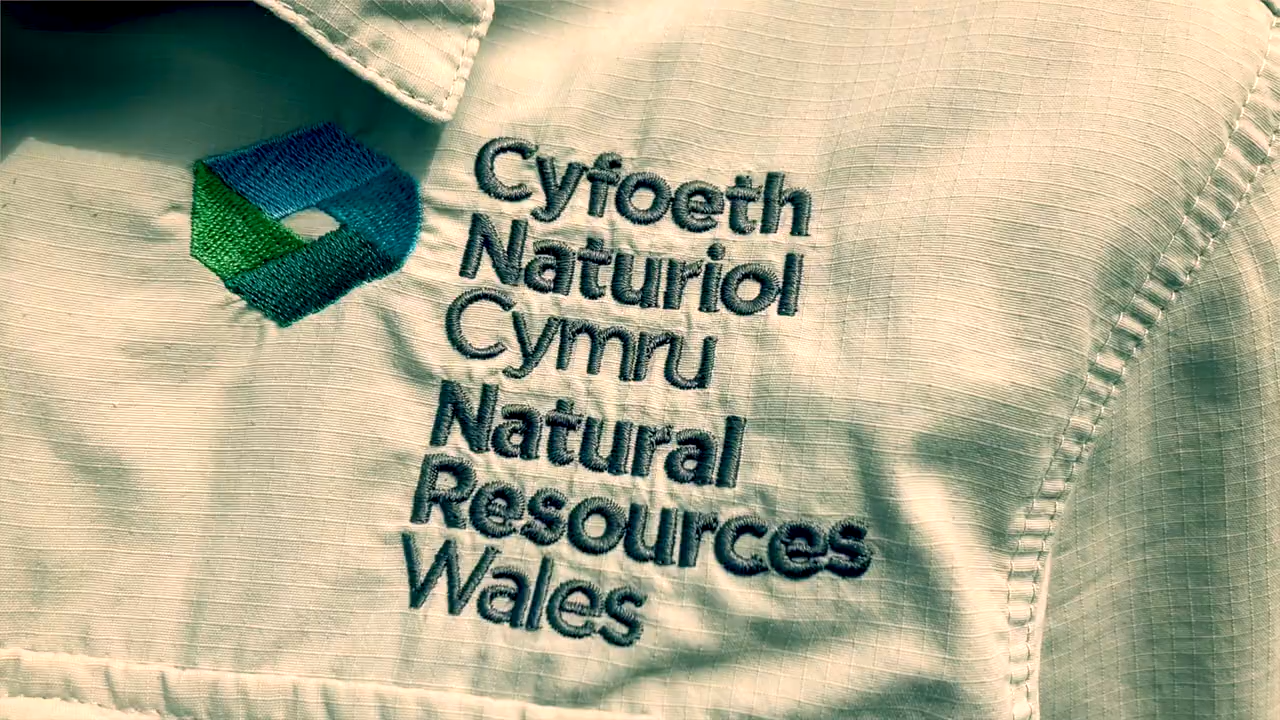 Cyfoeth
Naturiol
Cymru
Natural
Resources
Wales